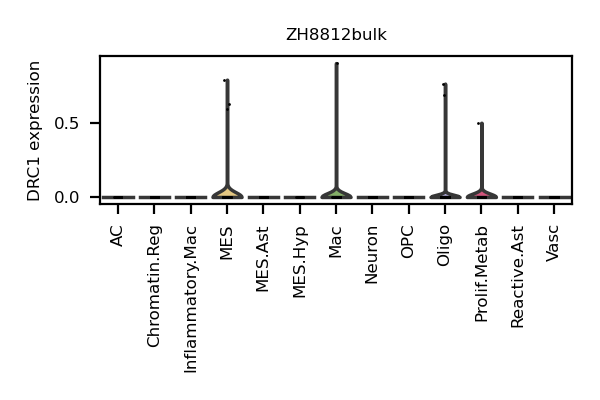 ZH8812bulk
DRC1 expression
0.5
0.0
AC
Chromatin.Reg
Inflammatory.Mac
MES
MES.Ast
MES.Hyp
Mac
Neuron
OPC
Oligo
Prolif.Metab
Reactive.Ast
Vasc